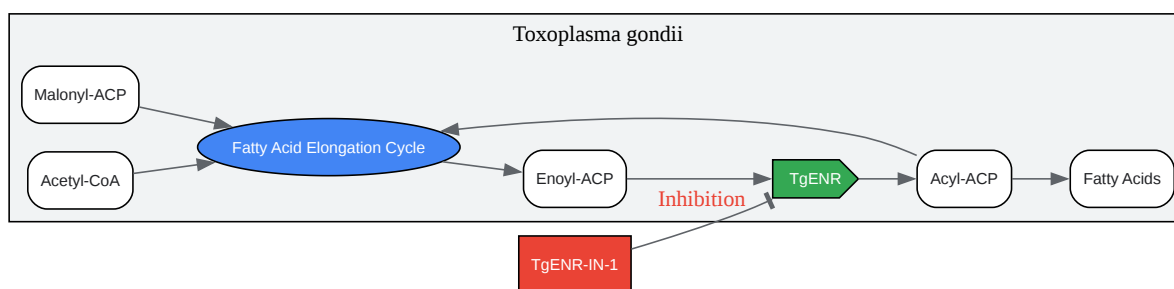 Toxoplasma gondii
Malonyl-ACP
Fatty Acid Elongation Cycle
Acetyl-CoA
Enoyl-ACP
TgENR
Acyl-ACP
Fatty Acids
Inhibition
TgENR-IN-1